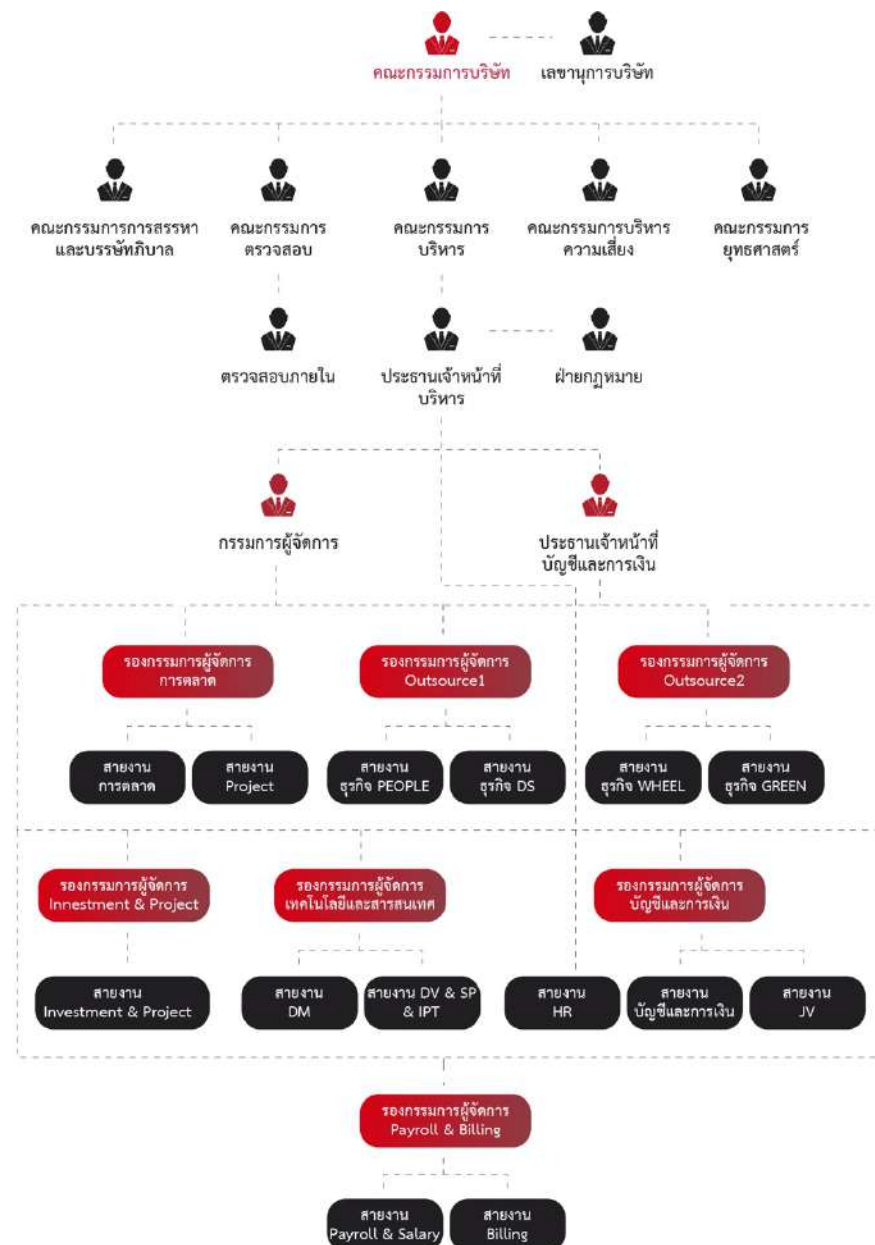 คณะกรรมการบริษัท
เลขานุการบริษัท
คณะกรรมการการสรรหา
และบรรษัทภิบาล
คณะกรรมการ
ตรวจสอบ
คณะกรรมการ
บริหาร
คณะกรรมการบริหาร
ความเสี่ยง
คณะกรรมการ
ยุทธศาสตร์
ตรวจสอบภายใน
ประธานเจ้าหน้าที่
บริหาร
ฝ่ายกฎหมาย
กรรมการผู้จัดการ
ประธานเจ้าหน้าที่
บัญชีและการเงิน
รองกรรมการผู้จัดการ
การตลาด
รองกรรมการผู้จัดการ
Outsource1
รองกรรมการผู้จัดการ
Outsource2
สายงาน
การตลาด
สายงาน
Project
สายงาน
ธุรกิจ PEOPLE
สายงาน
ธุรกิจ DS
สายงาน
ธุรกิจ WHEEL
สายงาน
ธุรกิจ GREEN
รองกรรมการผู้จัดการ
Innestment & Project
รองกรรมการผู้จัดการ
เทคโนโลยีและสารสนเทศ
รองกรรมการผู้จัดการ
บัญชีและการเงิน
สายงาน
Investment & Project
สายงาน
DM
สายงาน DV & SP
& IPT
สายงาน
HR
สายงาน
บัญชีและการเงิน
สายงาน
JV
รองกรรมการผู้จัดการ
Payroll & Billing
สายงาน
Payroll & Salary
สายงาน
Billing